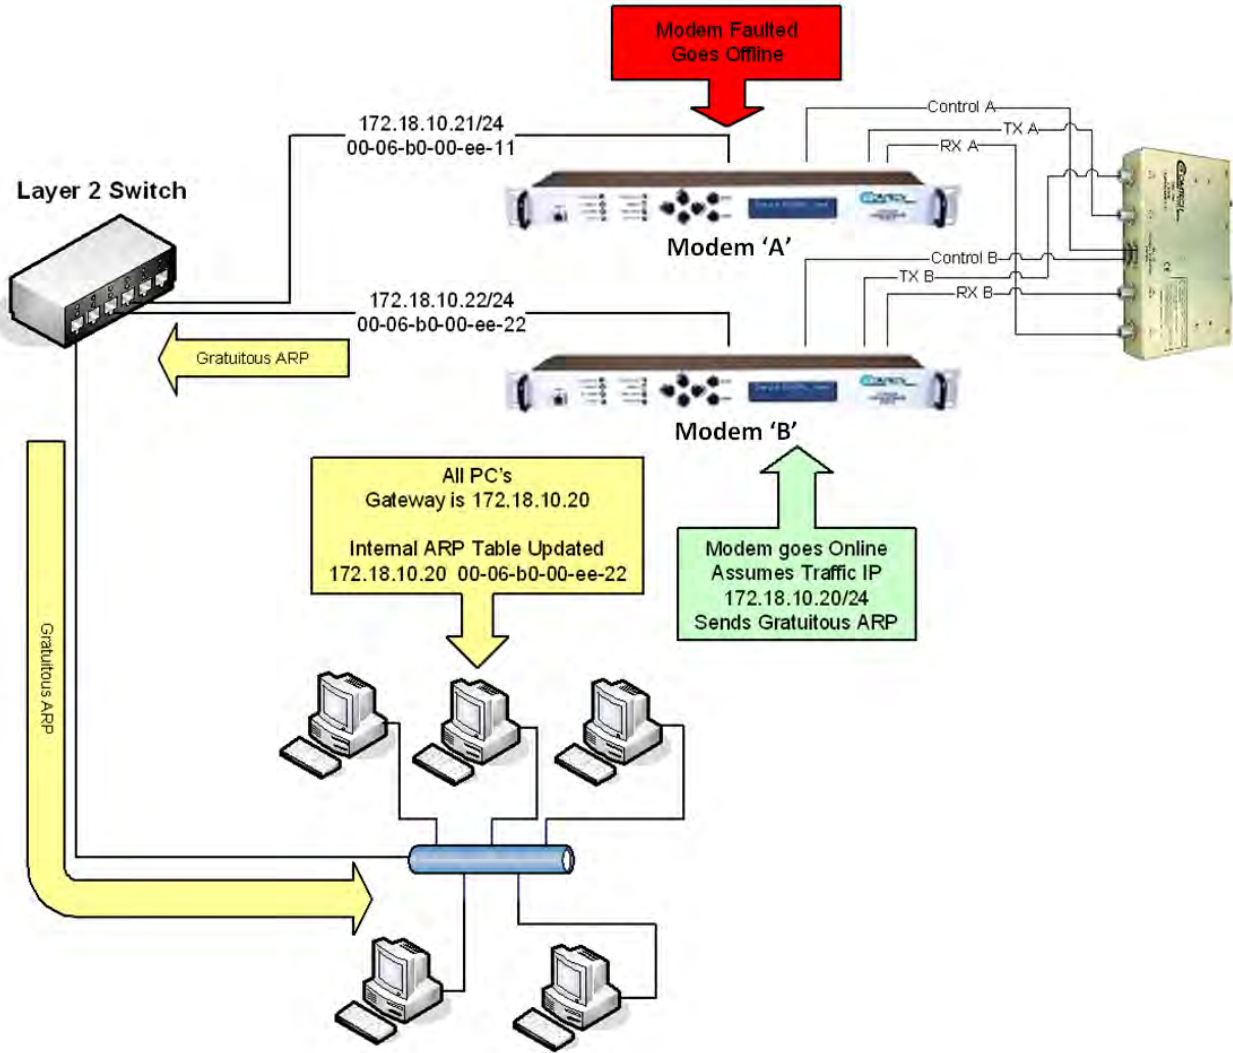 Modem Faulted
Goes Offline
Control A
172.18.10.21/24
TX A
00-06-b0-00-ee-11
RX A
Layer 2 Switch
Modem 'A'
Control B
TX B
172.18.10.22/24
RX B
00-06-b0-00-ee-22
Gratuitous ARP
Modem 'B'
All PC's
Gateway is 172.18.10.20
Internal ARP Table Updated
172.18.10.20 00-06-b0-00-ee-22
Modem goes Online
Assumes Traffic IP
172.18.10.20/24
Sends Gratuitous ARP
Gratuitous ARP